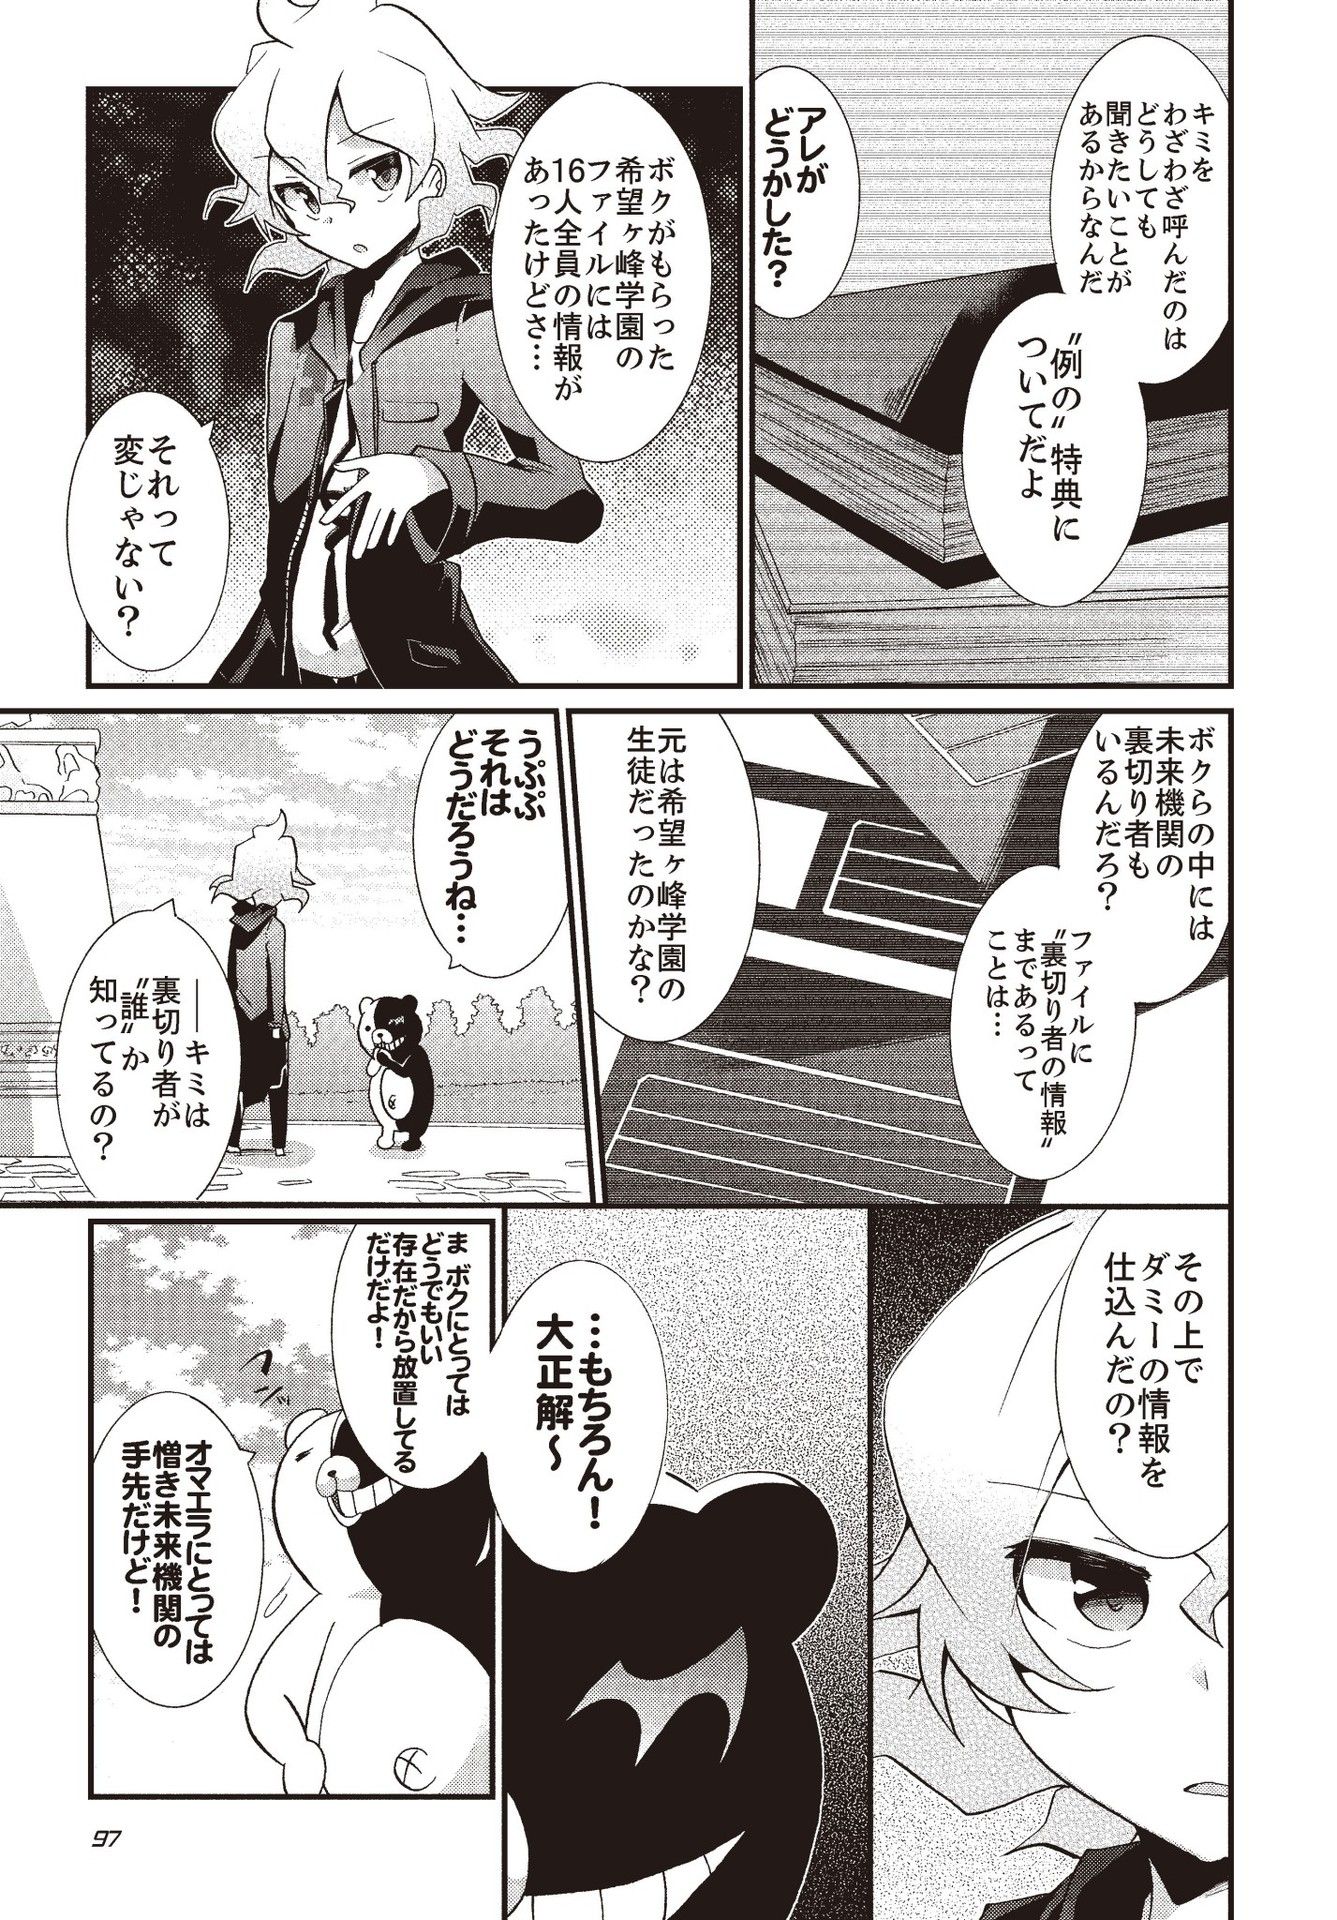 キミを
わざわざ呼んだのは
どうしても
聞きたいことが
あるからなんだ
〝例の〟特典に
ついてだよ
アレが
どうかした?
ボクがもらった
希望ヶ峰学園の
ファイルには
16人全員の情報が
あったけどさ…
それって
変じゃない?
ボクらの中には
未来機関の
裏切り者も
いるんだろ?
ファイルに
〝裏切り者の情報〟
まであるって
ことは…
元は希望ヶ峰学園の
生徒だったのかな?
うぷぷ
それは
どうだろうね…
――キミは
裏切り者が
〝誰〟か
知ってるの?
その上で
ダミーの情報を
仕込んだの?
…もちろん!
大正解〜
ま ボクにとっては
どうでもいい
存在だから放置してる
だけだよ!
オマエラにとっては
憎き未来機関の
手先だけど!
97